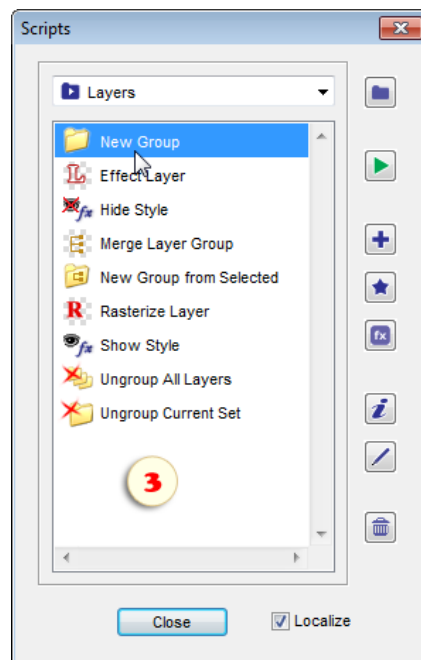 Scripts
Layers
New Group
Effect Layer
Hide Style
Merge Layer Group
New Group from Selected
Rasterize Layer
Show Style
Ungroup All Layers
Ungroup Current Set
3
Close
Localize